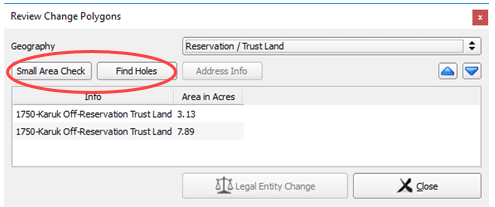 Review Change Polygons
Geography Reservation / Trust Land
Small Area Check Find Holes Address Info
Info Area in Acres
1750-Karuk Off-Reservation Trust Land 3.13
1750-Karuk Off-Reservation Trust Land 7.89
Legal Entity Change Close